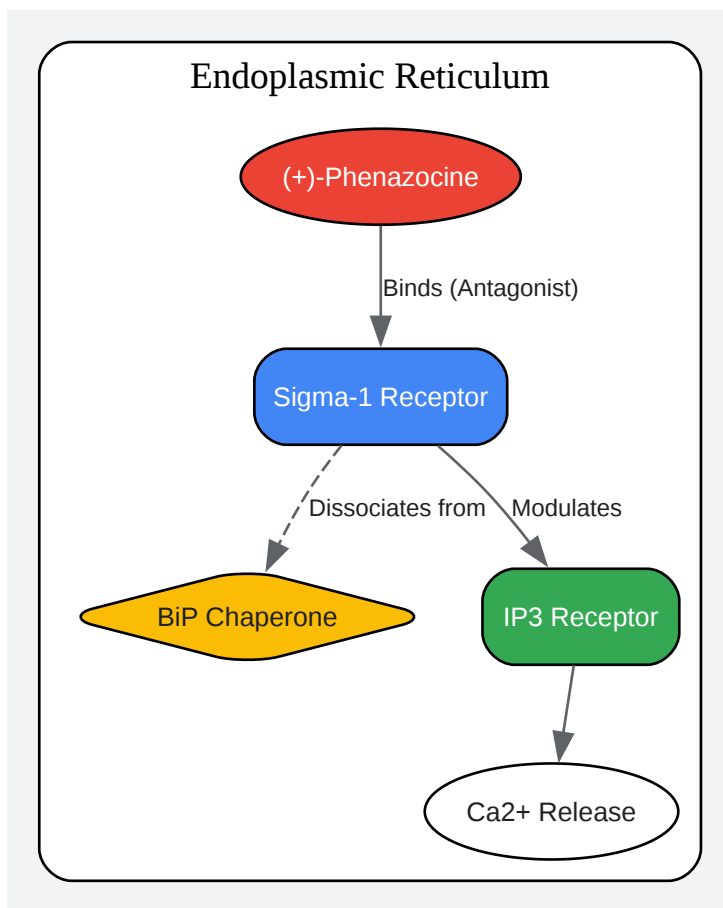 Endoplasmic Reticulum
(+)-Phenazocine
Binds (Antagonist)
Sigma-1 Receptor
Dissociates from
Modulates
BiP Chaperone
IP3 Receptor
Ca2+ Release